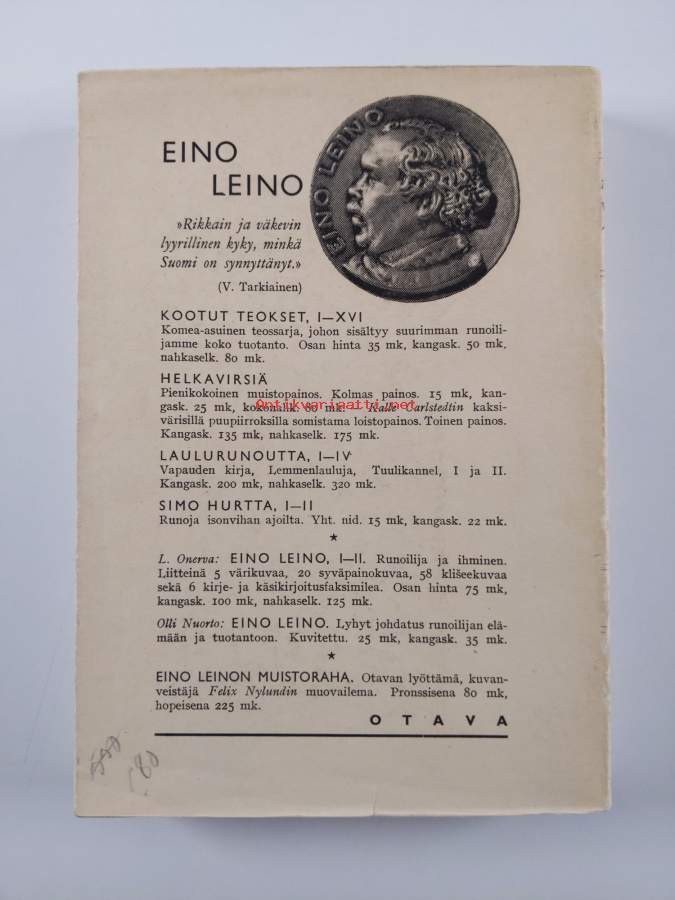 EINO
LEINO
EINO LEINO
»Rikkain ja väkevin
lyyrillinen kyky, minkä
Suomi on synnyttänyt.»
(V. Tarkiainen)
KOOTUT TEOKSET, I—XVI
Komea-asuinen teossarja, johon sisältyy suurimman runoili-
jamme koko tuotanto. Osan hinta 35 mk, kangask. 50 mk,
nahkaselk. 80 mk.
HELKAVIRSIÄ
Pienikokoinen muistopainos. Kolmas painos. 15 mk, kan-
gask. 25 mk, kokonahk. 60 mk. — Kalle Carlstedtin kaksi-
Antikvariaatti.net
värisillä puupiirroksilla somistama loistopainos. Toinen painos.
Kangask. 135 mk, nahkaselk. 175 mk.
LAULURUNOUTTA, I—IV
Vapauden kirja, Lemmenlauluja, Tuulikannel, I ja II.
Kangask. 200 mk, nahkaselk. 320 mk.
SIMO HURTTA, I—II
Runoja isonvihan ajoilta. Yht. nid. 15 mk, kangask. 22 mk.
★
L. Onerva: EINO LEINO, I—II. Runoilija ja ihminen.
Liitteinä 5 värikuvaa, 20 syväpainokuvaa, 58 klišeekuvaa
sekä 6 kirje- ja käsikirjoitusfaksimilea. Osan hinta 75 mk,
kangask. 100 mk, nahkaselk. 125 mk.
Olli Nuorto: EINO LEINO. Lyhyt johdatus runoilijan elä-
mään ja tuotantoon. Kuvitettu. 25 mk, kangask. 35 mk.
★
EINO LEINON MUISTORAHA. Otavan lyöttämä, kuvan-
veistäjä Felix Nylundin muovailema. Pronssisena 80 mk,
hopeisena 225 mk.
OTAVA